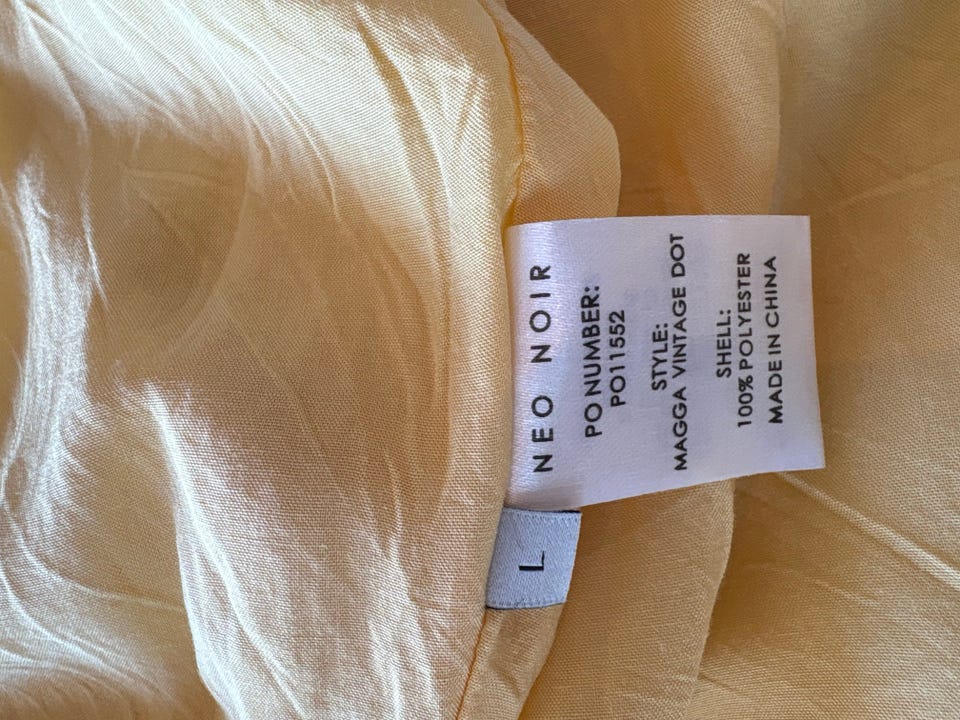 NEO NOIR
PO NUMBER:
PO11552
STYLE:
MAGGA VINTAGE DOT
SHELL:
100% POLYESTER
MADE IN CHINA
L